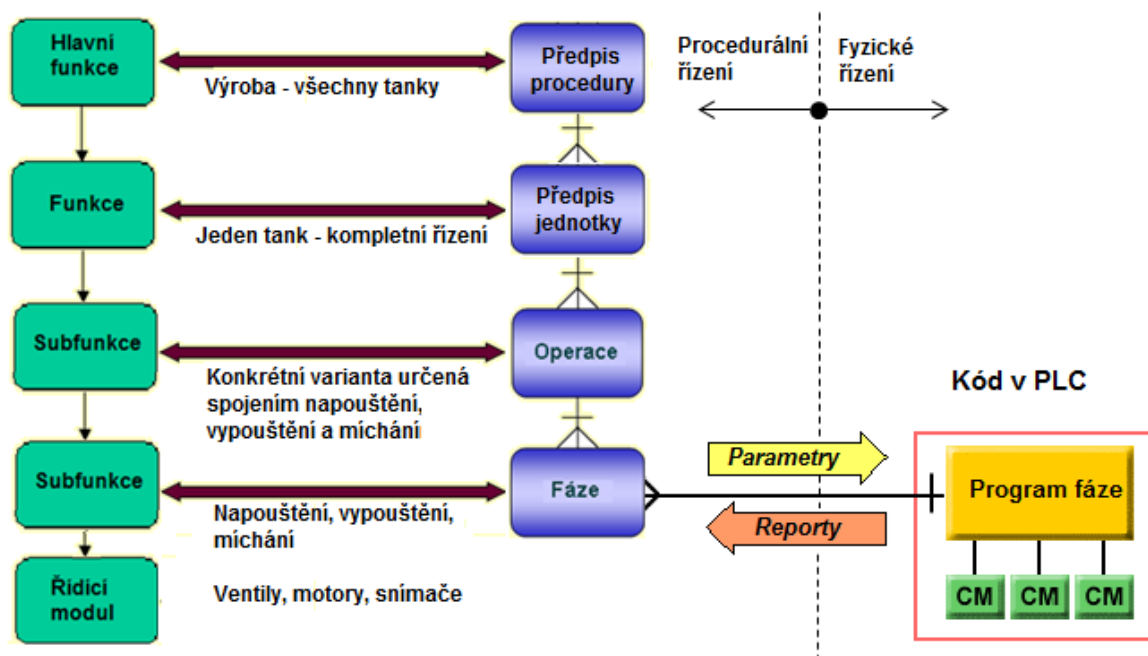 Hlavní
funkce
Výroba - všechny tanky
Předpis
procedury
Procedurální
řízení
Fyzické
řízení
Funkce
Jeden tank - kompletní řízení
Předpis
jednotky
Subfunkce
Konkrétní varianta určená
spojením napouštění,
vypouštění a míchání
Operace
Kód v PLC
Subfunkce
Napouštění, vypouštění,
míchání
Fáze
Parametry
Reporty
Program fáze
CM
CM
CM
Řídicí
modul
Ventily, motory, snímače